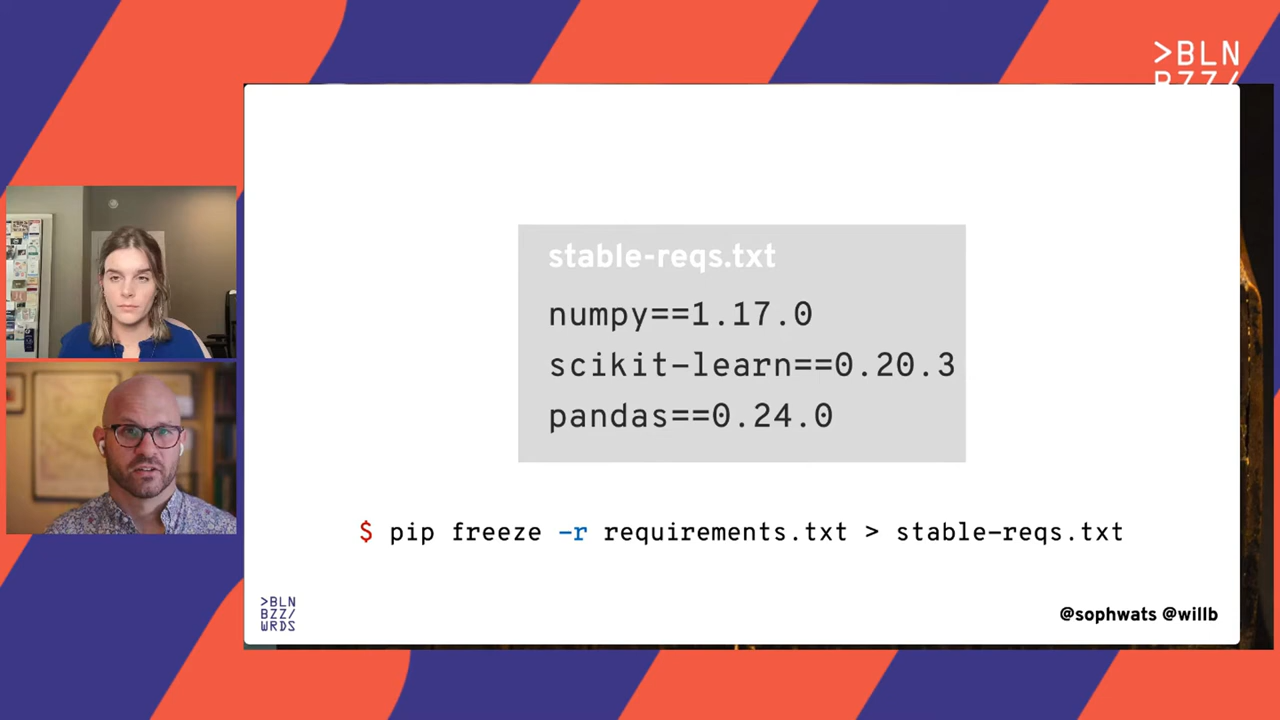 >BLN
BZZ/
stable-reqs.txt
numpy==1.17.0
scikit-learn==0.20.3
pandas==0.24.0
$ pip freeze -r requirements.txt > stable-reqs.txt
>BLN
BZZ/
WRDS
@sophwats @willb